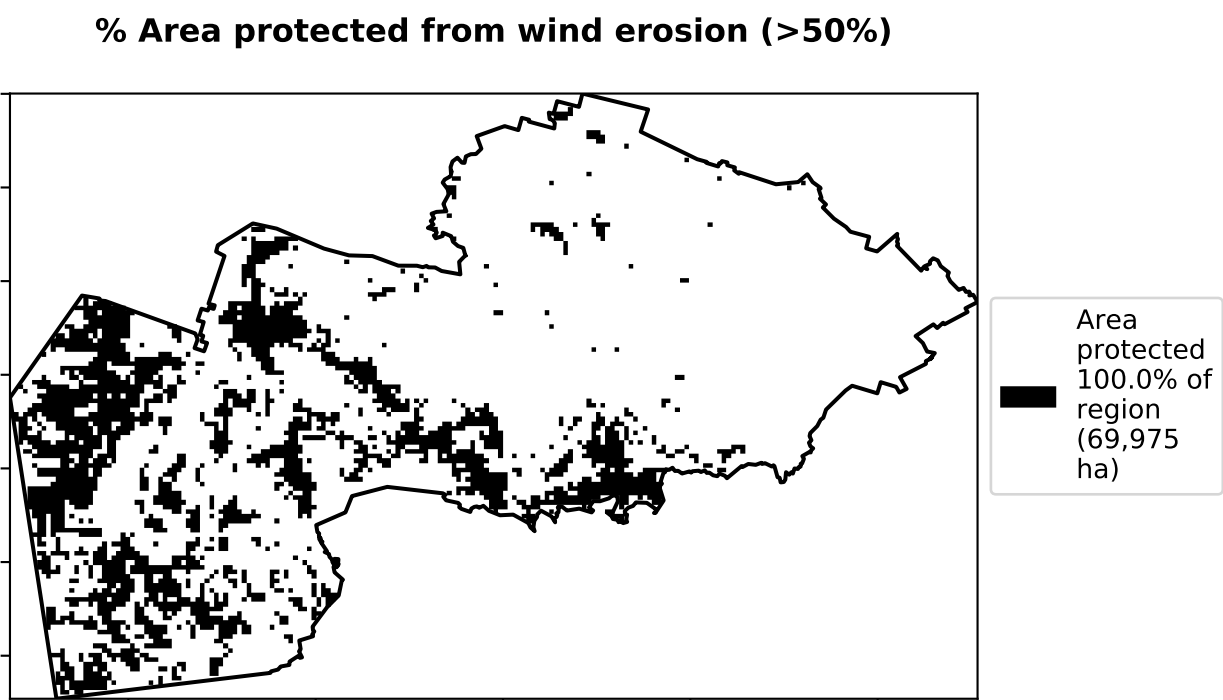 % Area protected from wind erosion (>50%)
Area
protected
100.0% of
region
(69,975
ha)